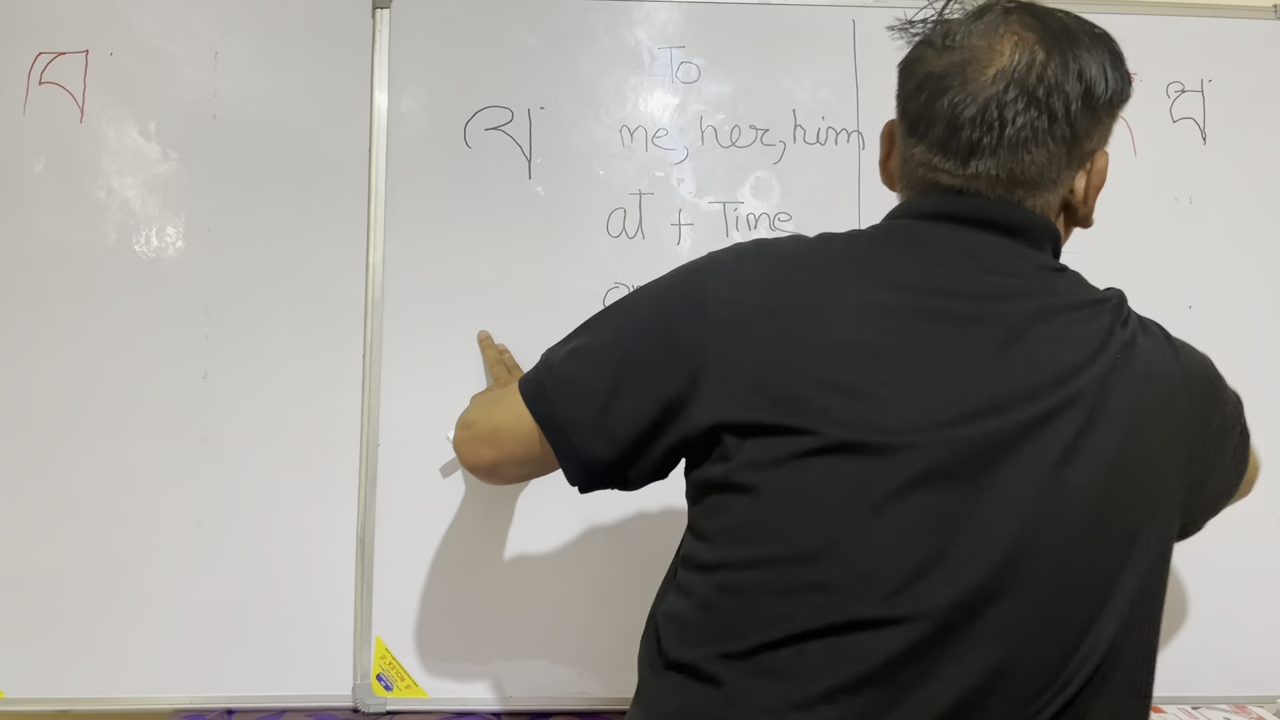 ག་
To
ལ་ me, her, him
at + Time